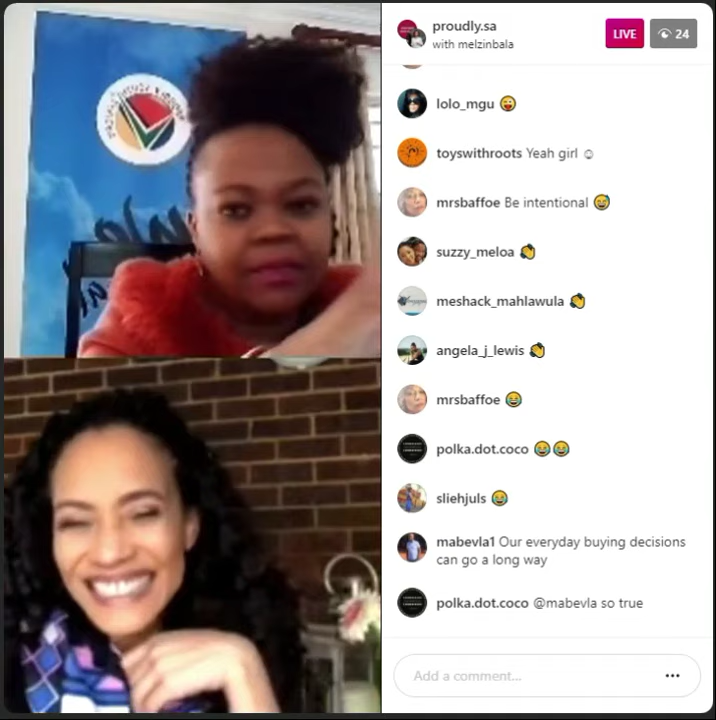 proudly.sa
with melzinbala
LIVE
24
lolo_mgu 😜
toyswithroots Yeah girl ☺
mrsbaffoe Be intentional 😅
suzzy_meloa 👏
meshack_mahlawula 👏
angela_j_lewis 👏
mrsbaffoe 😂
polka.dot.coco 😂😂
sliehjuls 😂
mabevla1 Our everyday buying decisions
can go a long way
polka.dot.coco @mabevla so true
Add a comment...